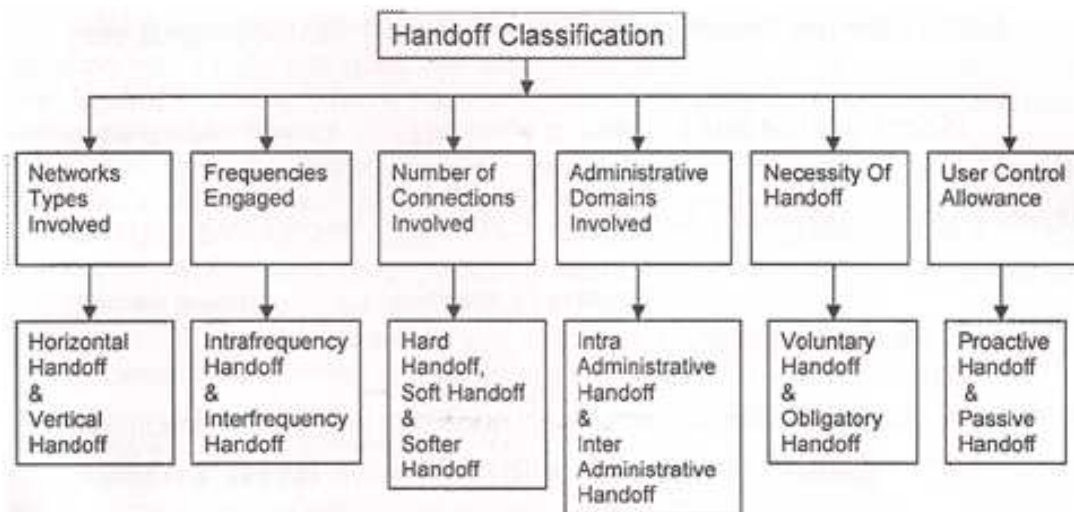 Handoff Classification
Networks
Types
Involved
Frequencies
Engaged
Number of
Connections
Involved
Administrative
Domains
Involved
Necessity Of
Handoff
User Control
Allowance
Horizontal
Handoff
&
Vertical
Handoff
Intrafrequency
Handoff
&
Interfrequency
Handoff
Hard
Handoff,
Soft Handoff
&
Softer
Handoff
Intra
Administrative
Handoff
&
Inter
Administrative
Handoff
Voluntary
Handoff
&
Obligatory
Handoff
Proactive
Handoff
&
Passive
Handoff